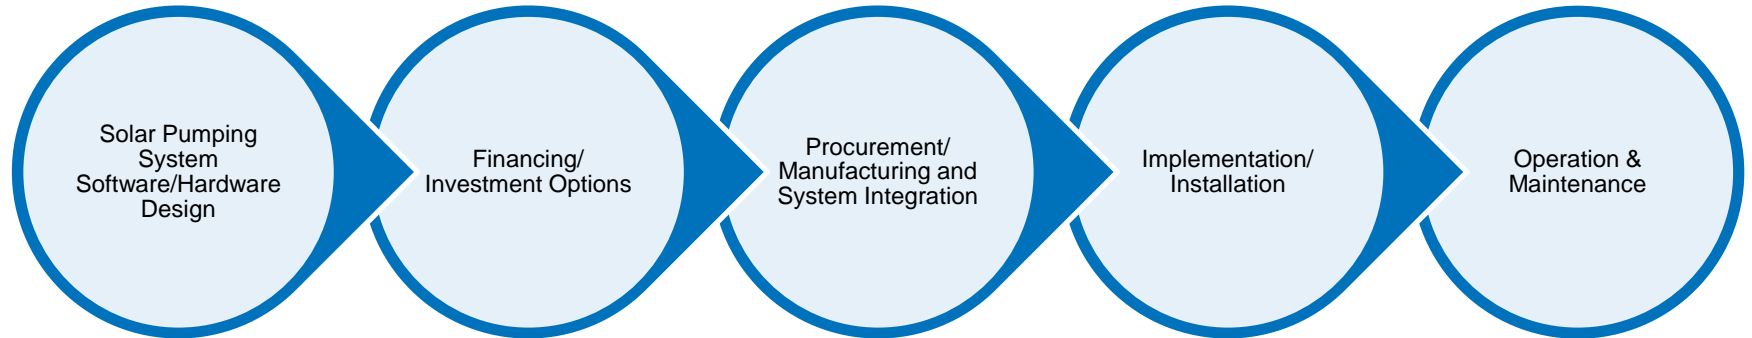 Solar Pumping
System
Software/Hardware
Design
Financing/
Investment Options
Procurement/
Manufacturing and
System Integration
Implementation/
Installation
Operation &
Maintenance